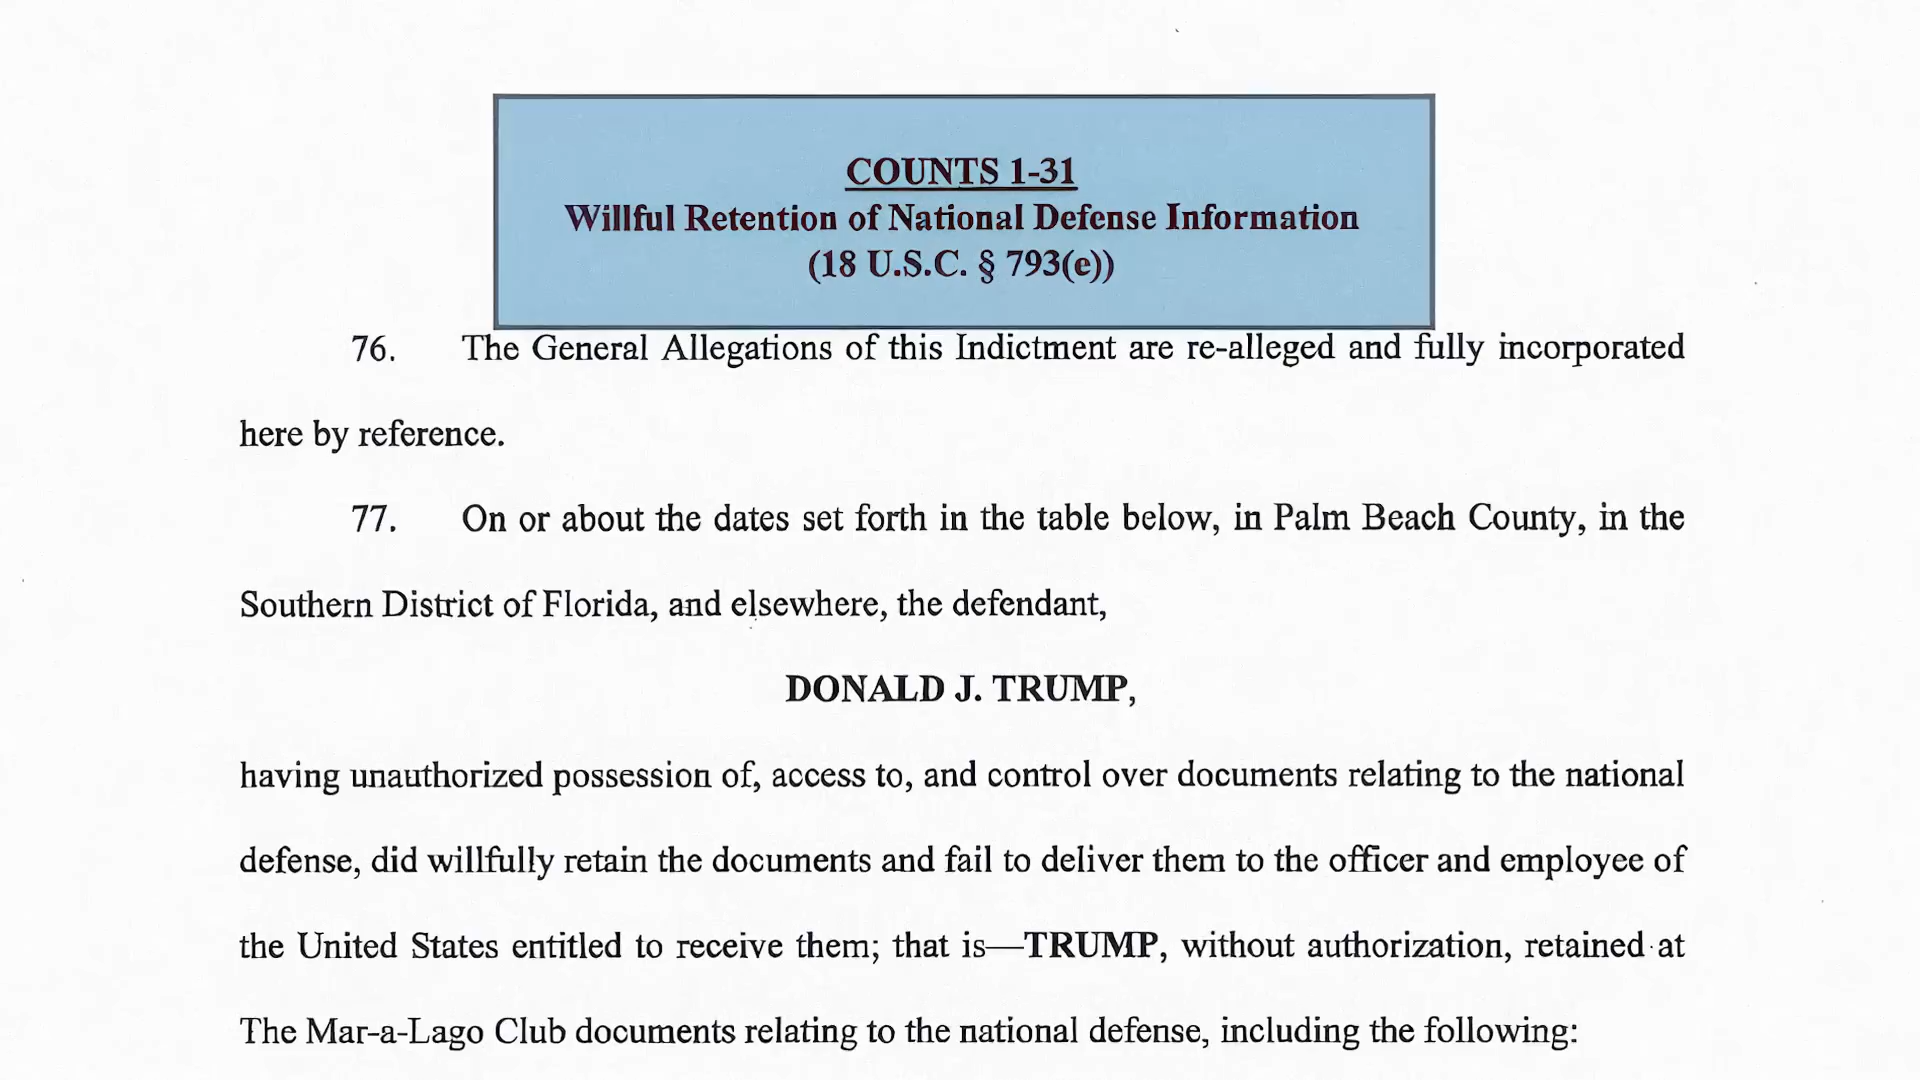 COUNTS 1-31
Willful Retention of National Defense Information
(18 U.S.C. § 793(e))
76. The General Allegations of this Indictment are re-alleged and fully incorporated
here by reference.
77. On or about the dates set forth in the table below, in Palm Beach County, in the
Southern District of Florida, and elsewhere, the defendant,
DONALD J. TRUMP,
having unauthorized possession of, access to, and control over documents relating to the national
defense, did willfully retain the documents and fail to deliver them to the officer and employee of
the United States entitled to receive them; that is—TRUMP, without authorization, retained at
The Mar-a-Lago Club documents relating to the national defense, including the following: